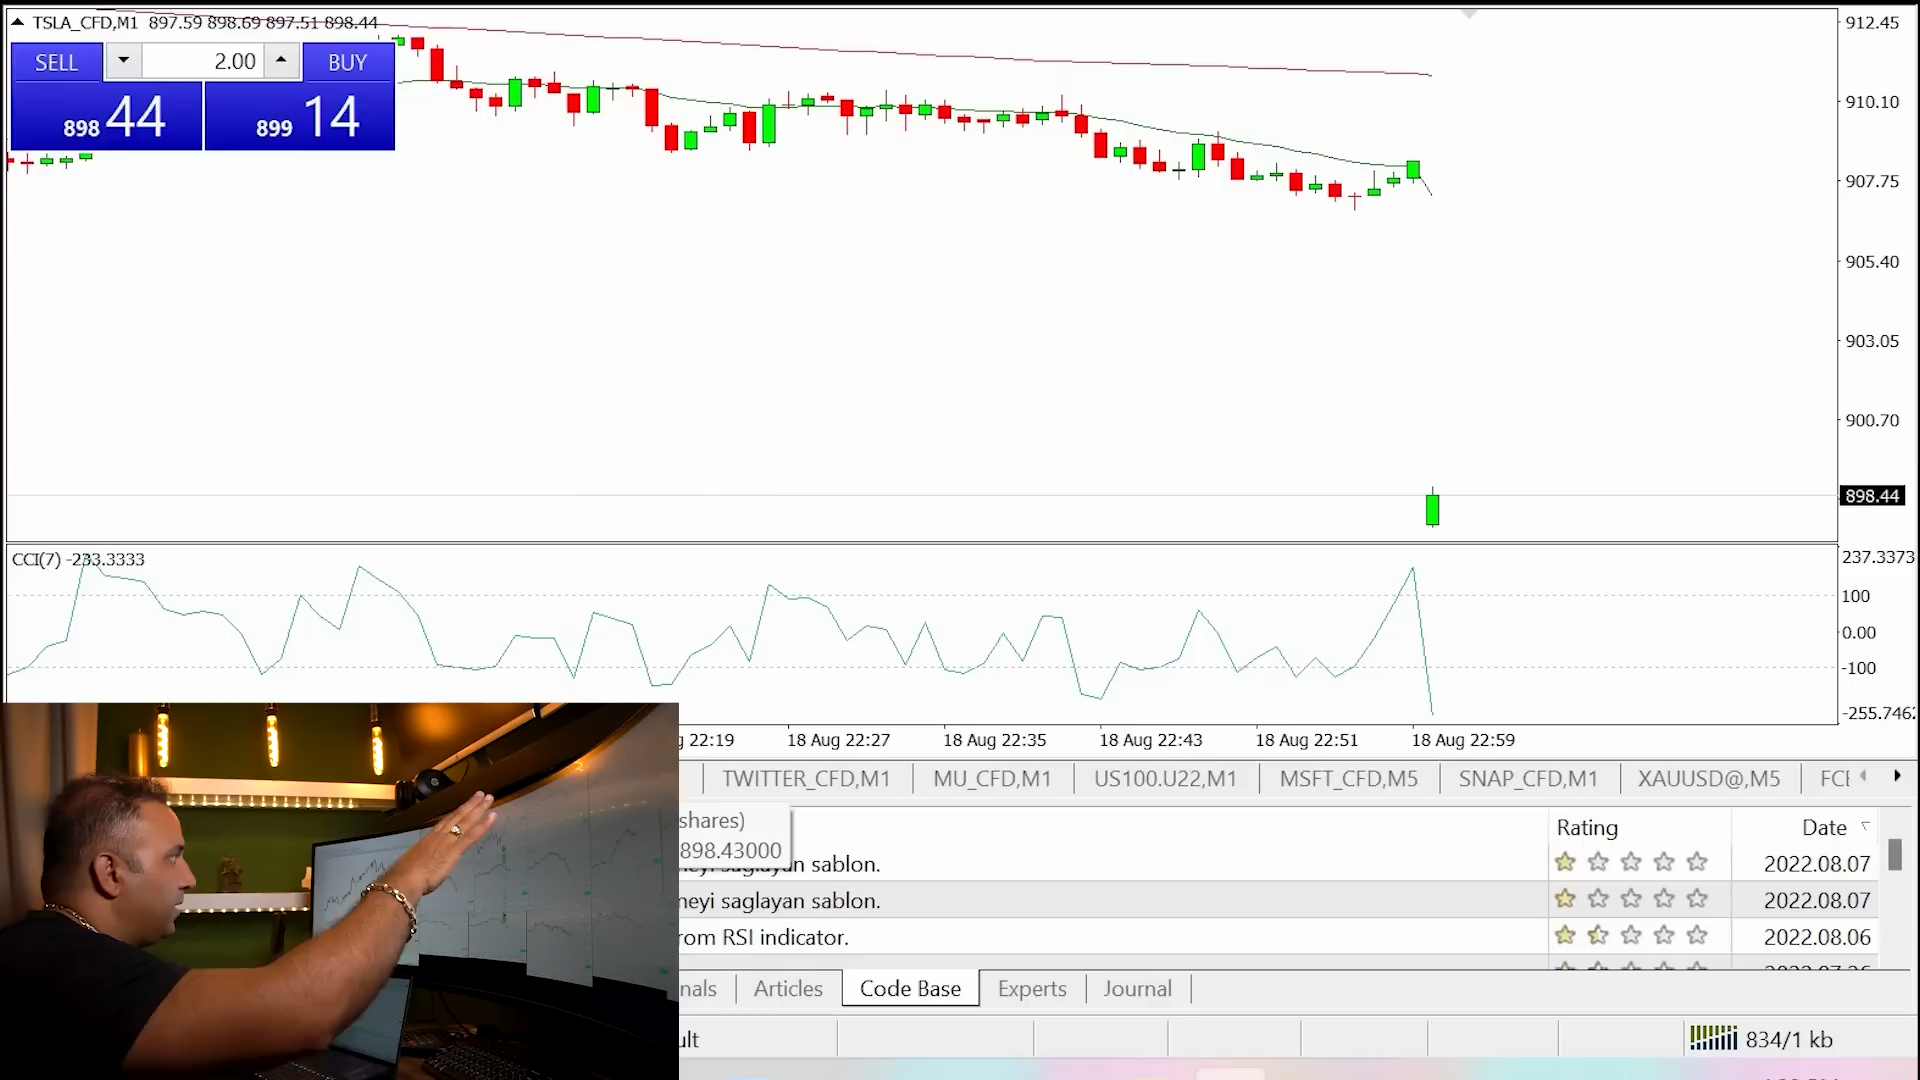 TSLA_CFD,M1 897.59 898.69 897.51 898.44
SELL
2.00
BUY
898 44
899 14
912.45
910.10
907.75
905.40
903.05
900.70
898.44
CCI(7) -233.3333
237.3373
100
0.00
-100
-255.7462
22:19
18 Aug 22:27
18 Aug 22:35
18 Aug 22:43
18 Aug 22:51
18 Aug 22:59
TWITTER_CFD,M1
MU_CFD,M1
US100.U22,M1
MSFT_CFD,M5
SNAP_CFD,M1
XAUUSD@,M5
shares)
898.43000
Rating
Date
saglayan sablon.
2022.08.07
neyi saglayan sablon.
2022.08.07
rom RSI indicator.
2022.08.06
nals
Articles
Code Base
Experts
Journal
ult
834/1 kb